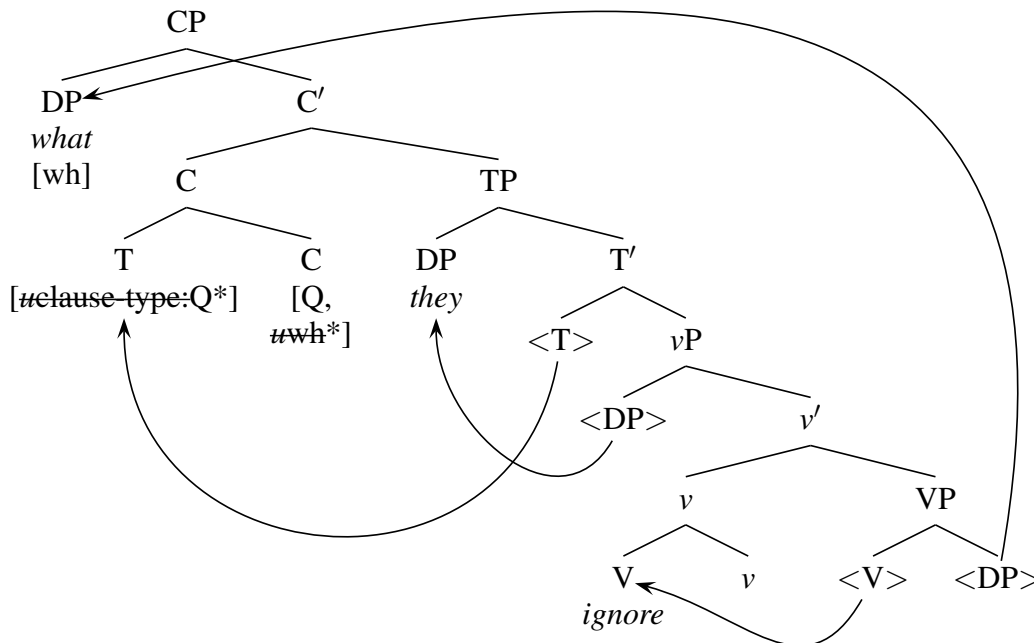 CP
DP C′
what
[wh]
C TP
T C DP T′
[uclause-type:Q*] [Q, they
uwh*]
<T> vP
<DP> v′
v VP
V v <V> <DP>
ignore